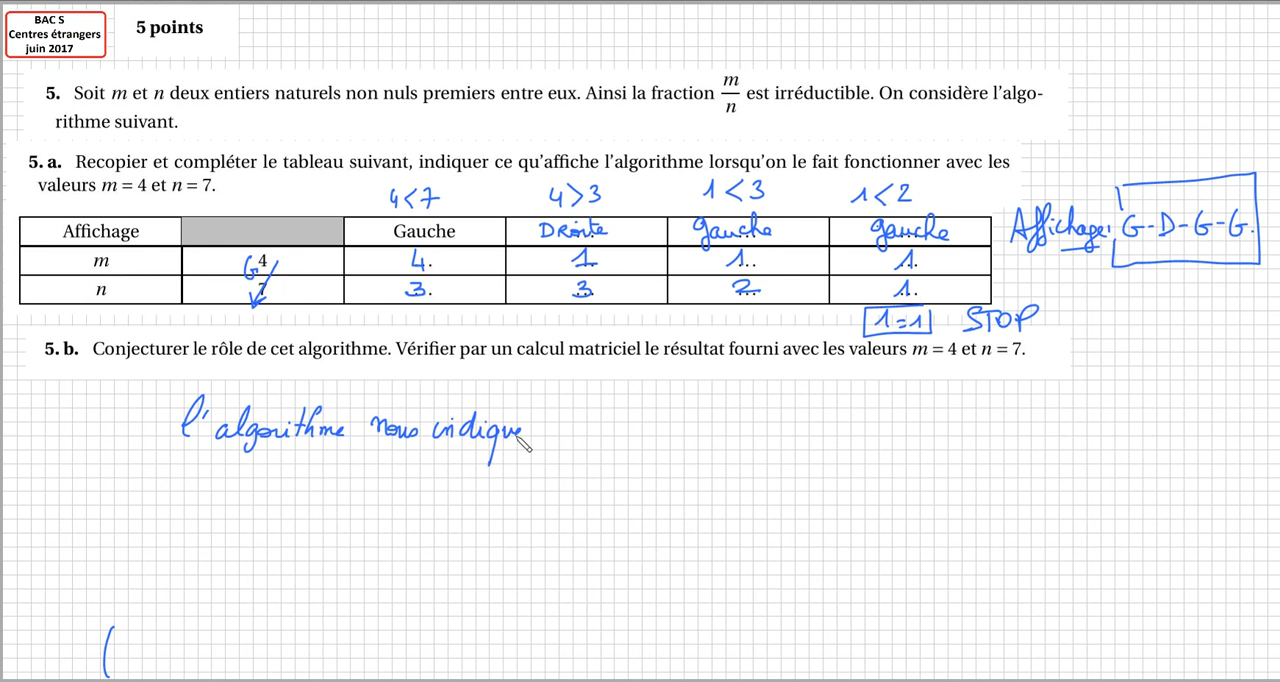 BAC S
Centres étrangers
juin 2017
5 points
5. Soit m et n deux entiers naturels non nuls premiers entre eux. Ainsi la fraction m/n est irréductible. On considère l'algo-
rithme suivant.
5. a. Recopier et compléter le tableau suivant, indiquer ce qu'affiche l'algorithme lorsqu'on le fait fonctionner avec les
valeurs m = 4 et n = 7.
4<7 4>3 1<3 1<2
Affichage Gauche Droite gauche gauche
m 4 4. 1 1.. 1.
n 7 3. 3 2 1.
Affichage: G-D-G-G.
1=1 STOP
5. b. Conjecturer le rôle de cet algorithme. Vérifier par un calcul matriciel le résultat fourni avec les valeurs m = 4 et n = 7.
l'algorithme nous indique
(